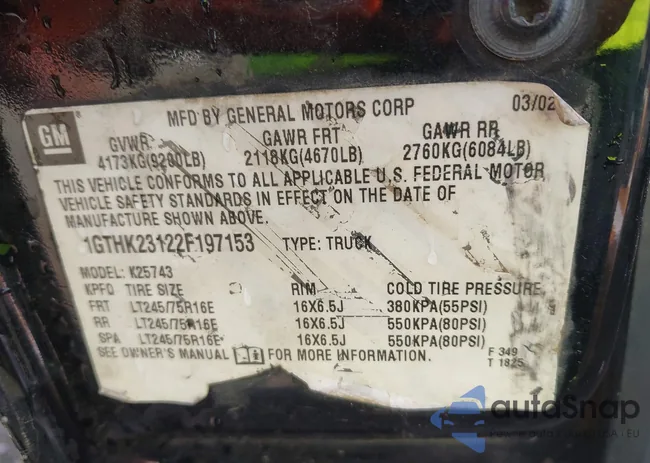 MFD BY GENERAL MOTORS CORP 03/02
GM
GVWR GAWR FRT GAWR RR
4173KG(9200LB) 2118KG(4670LB) 2760KG(6084LB)
THIS VEHICLE CONFORMS TO ALL APPLICABLE U.S. FEDERAL MOTOR
VEHICLE SAFETY STANDARDS IN EFFECT ON THE DATE OF
MANUFACTURE SHOWN ABOVE.
1GTHK23122F197153 TYPE: TRUCK
MODEL: K25743
KPFD TIRE SIZE RIM COLD TIRE PRESSURE
FRT LT245/75R16E 16X6.5J 380KPA(55PSI)
RR LT245/75R16E 16X6.5J 550KPA(80PSI)
SPA LT245/75R16E 16X6.5J 550KPA(80PSI)
SEE OWNER'S MANUAL FOR MORE INFORMATION.
F 349
T 1825
autoSnap